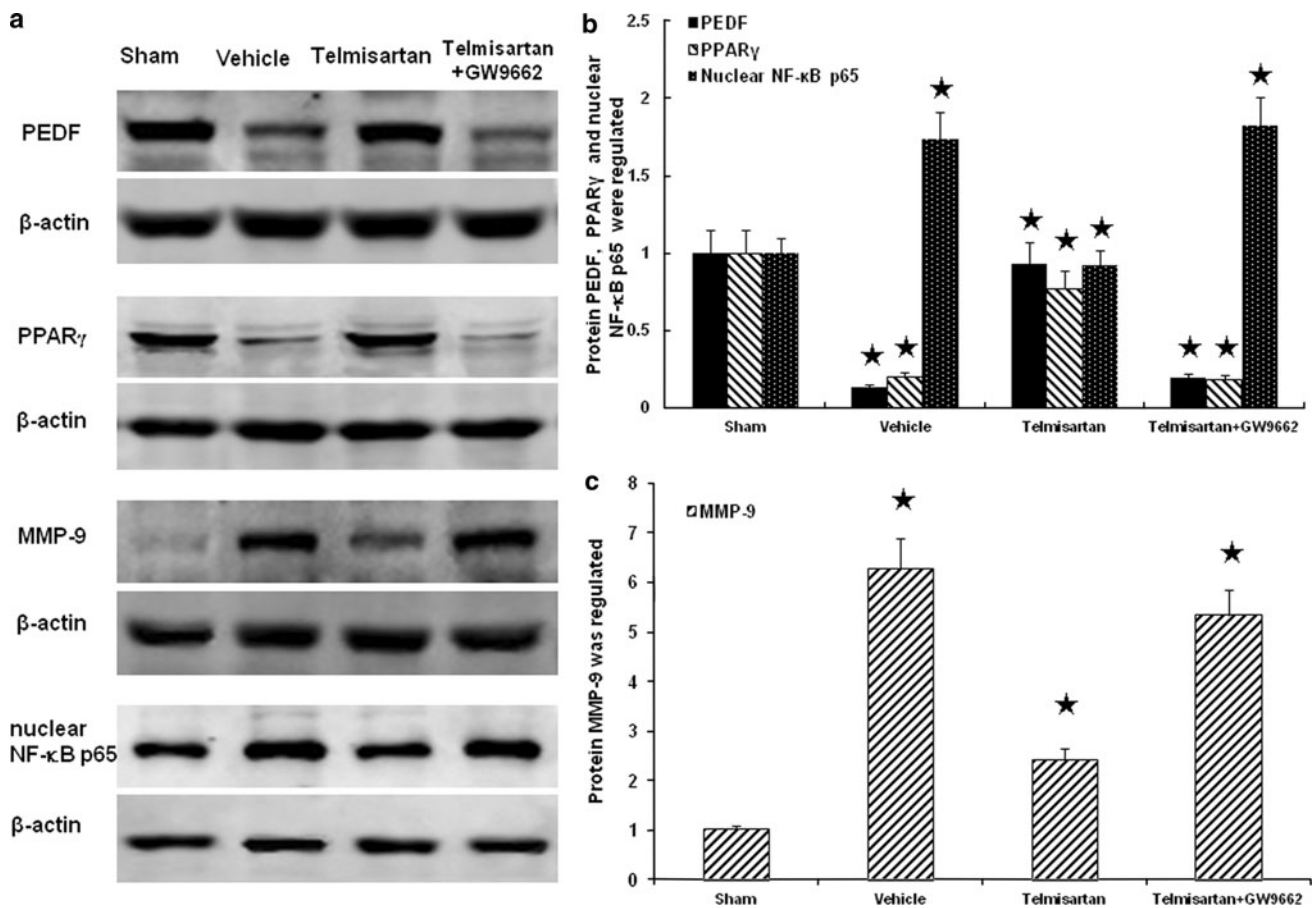 a
Sham Vehicle Telmisartan Telmisartan
+GW9662
PEDF
β-actin
PPARγ
β-actin
MMP-9
β-actin
nuclear
NF-κB p65
β-actin
b
Protein PEDF, PPARγ and nuclear
NF-κB p65 were regulated
2.5
2
1.5
1
0.5
0
PEDF
PPARγ
Nuclear NF-κB p65
Sham Vehicle Telmisartan Telmisartan+GW9662
c
Protein MMP-9 was regulated
8
7
6
5
4
3
2
1
0
MMP-9
Sham Vehicle Telmisartan Telmisartan+GW9662